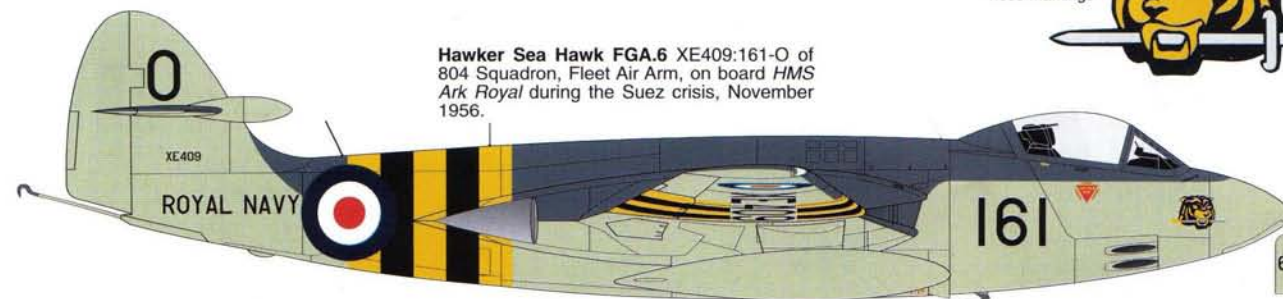 Hawker Sea Hawk FGA.6 XE409:161-O of
804 Squadron, Fleet Air Arm, on board HMS
Ark Royal during the Suez crisis, November
1956.
O
XE409
ROYAL NAVY
161